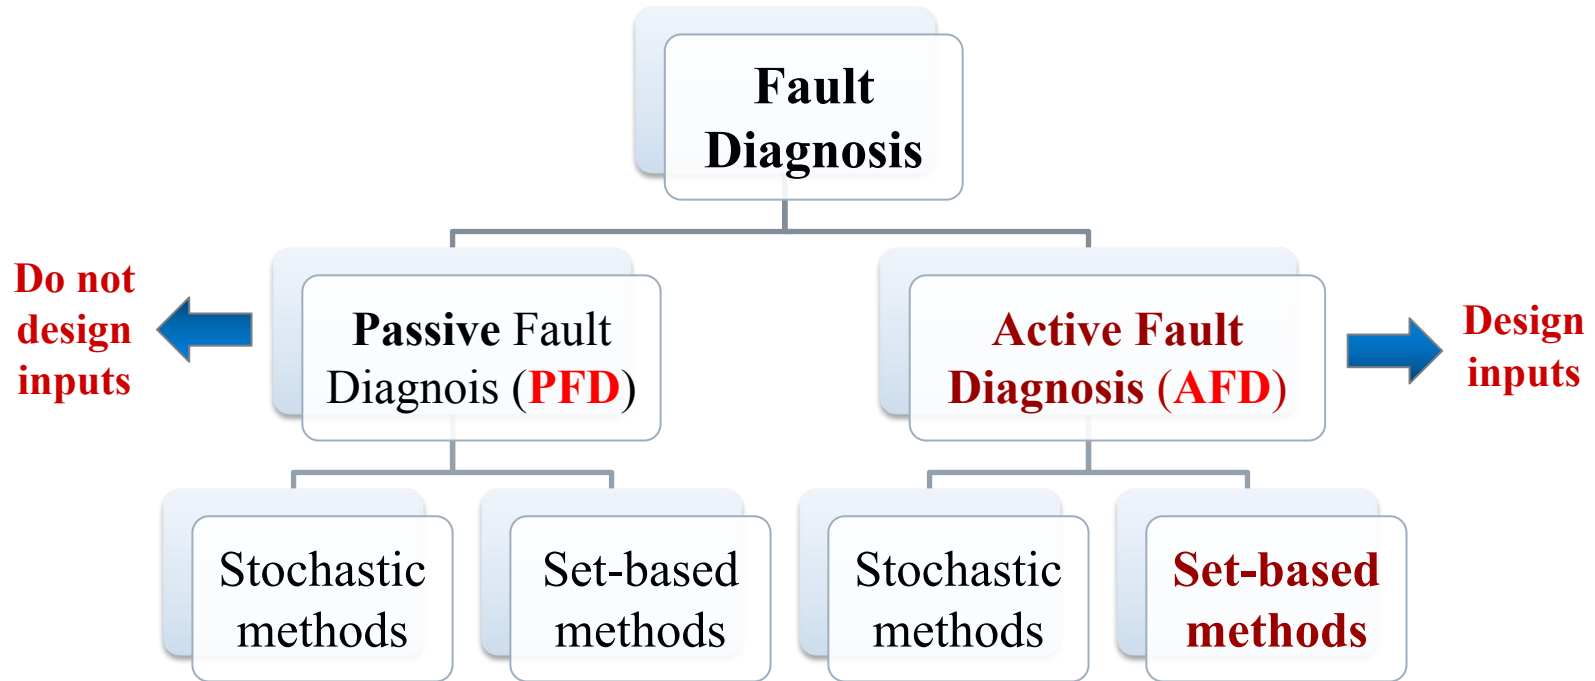 Fault
Diagnosis
Do not
design
inputs
Passive Fault
Diagnois (PFD)
Active Fault
Diagnosis (AFD)
Design
inputs
Stochastic
methods
Set-based
methods
Stochastic
methods
Set-based
methods